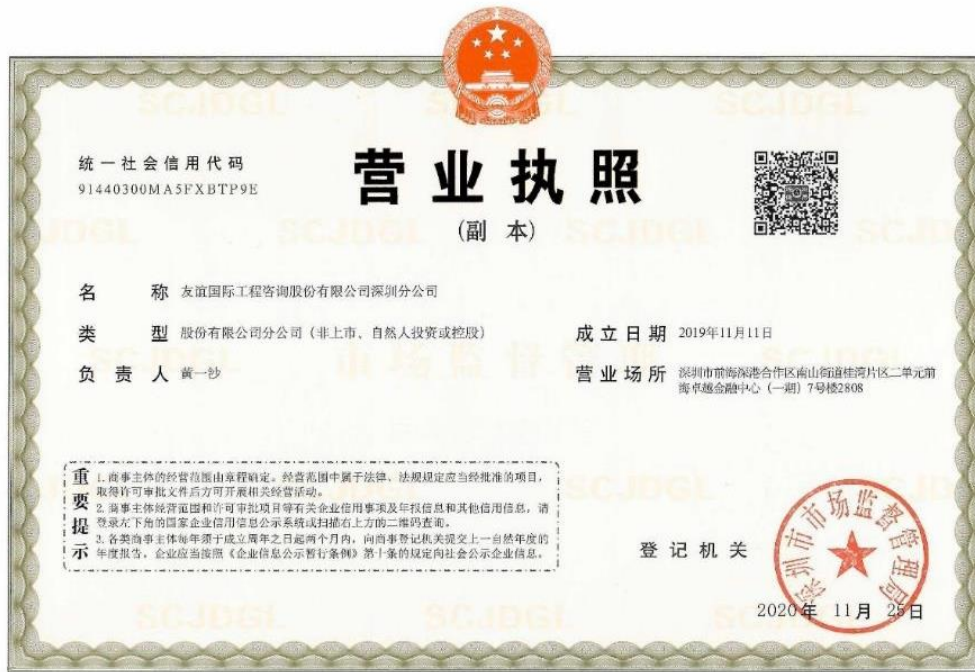 统一社会信用代码
91440300MA5FXBTP9E
营业执照
(副 本)
名 称 友谊国际工程咨询股份有限公司深圳分公司
类 型 股份有限公司分公司（非上市、自然人投资或控股）
负 责 人 黄一沙
成 立 日 期 2019年11月11日
营 业 场 所 深圳市前海深港合作区南山街道桂湾片区二单元前
海卓越金融中心（一期）7号楼2808
重要提示
1. 商事主体的经营范围由章程确定。经营范围中属于法律、法规规定应当经批准的项目，
取得许可审批文件后方可开展相关经营活动。
2. 商事主体经营范围和许可审批项目等有关企业信用事项及年报信息和其他信用信息，请
登录左下角的国家企业信用信息公示系统或扫描右上方的二维码查询。
3. 各类商事主体每年须于成立周年之日起两个月内，向商事登记机关提交上一自然年度的
年度报告。企业应当按照《企业信息公示暂行条例》第十条的规定向社会公示企业信息。
登 记 机 关
深圳市市场监督管理局
2020年 11月 25日
SCJDGL
市场监督管理